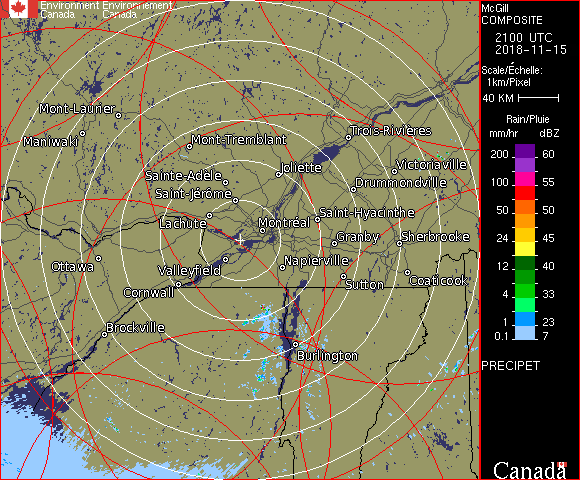 Environment Environnement
Canada Canada
McGill
COMPOSITE
2100 UTC
2018-11-15
Scale/Échelle:
1km/Pixel
40 KM
Rain/Pluie
mm/hr dBZ
200 60
150 57
100 55
50 50
24 45
12 40
4 33
1 23
0.1 7
PRECIPET
Canada
Mont-Laurier
Maniwaki
Mont-Tremblant
Trois-Rivières
Joliette
Victoriaville
Sainte-Adèle
Drummondville
Saint-Jérôme
Lachute
Montréal
Saint-Hyacinthe
Granby
Sherbrooke
Ottawa
Valleyfield
Napierville
Cornwall
Sutton
Coaticook
Brockville
Burlington